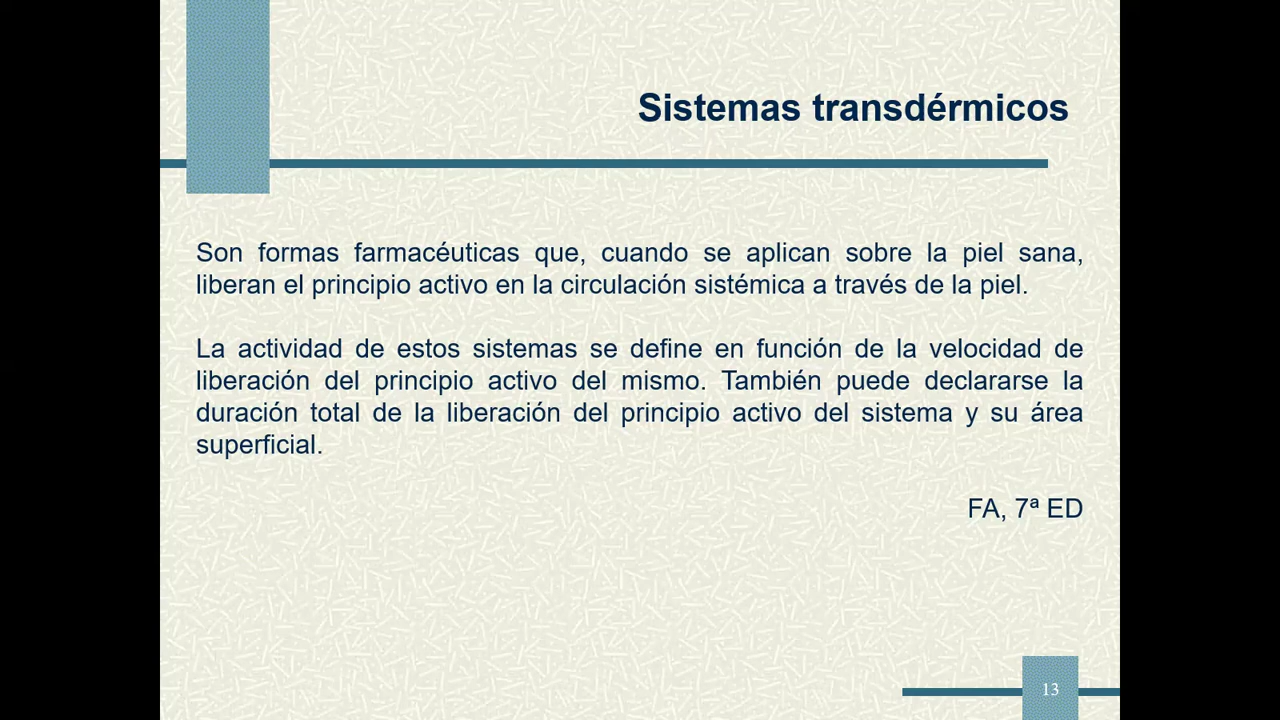 Sistemas transdérmicos
Son formas farmacéuticas que, cuando se aplican sobre la piel sana,
liberan el principio activo en la circulación sistémica a través de la piel.
La actividad de estos sistemas se define en función de la velocidad de
liberación del principio activo del mismo. También puede declararse la
duración total de la liberación del principio activo del sistema y su área
superficial.
FA, 7ª ED
13